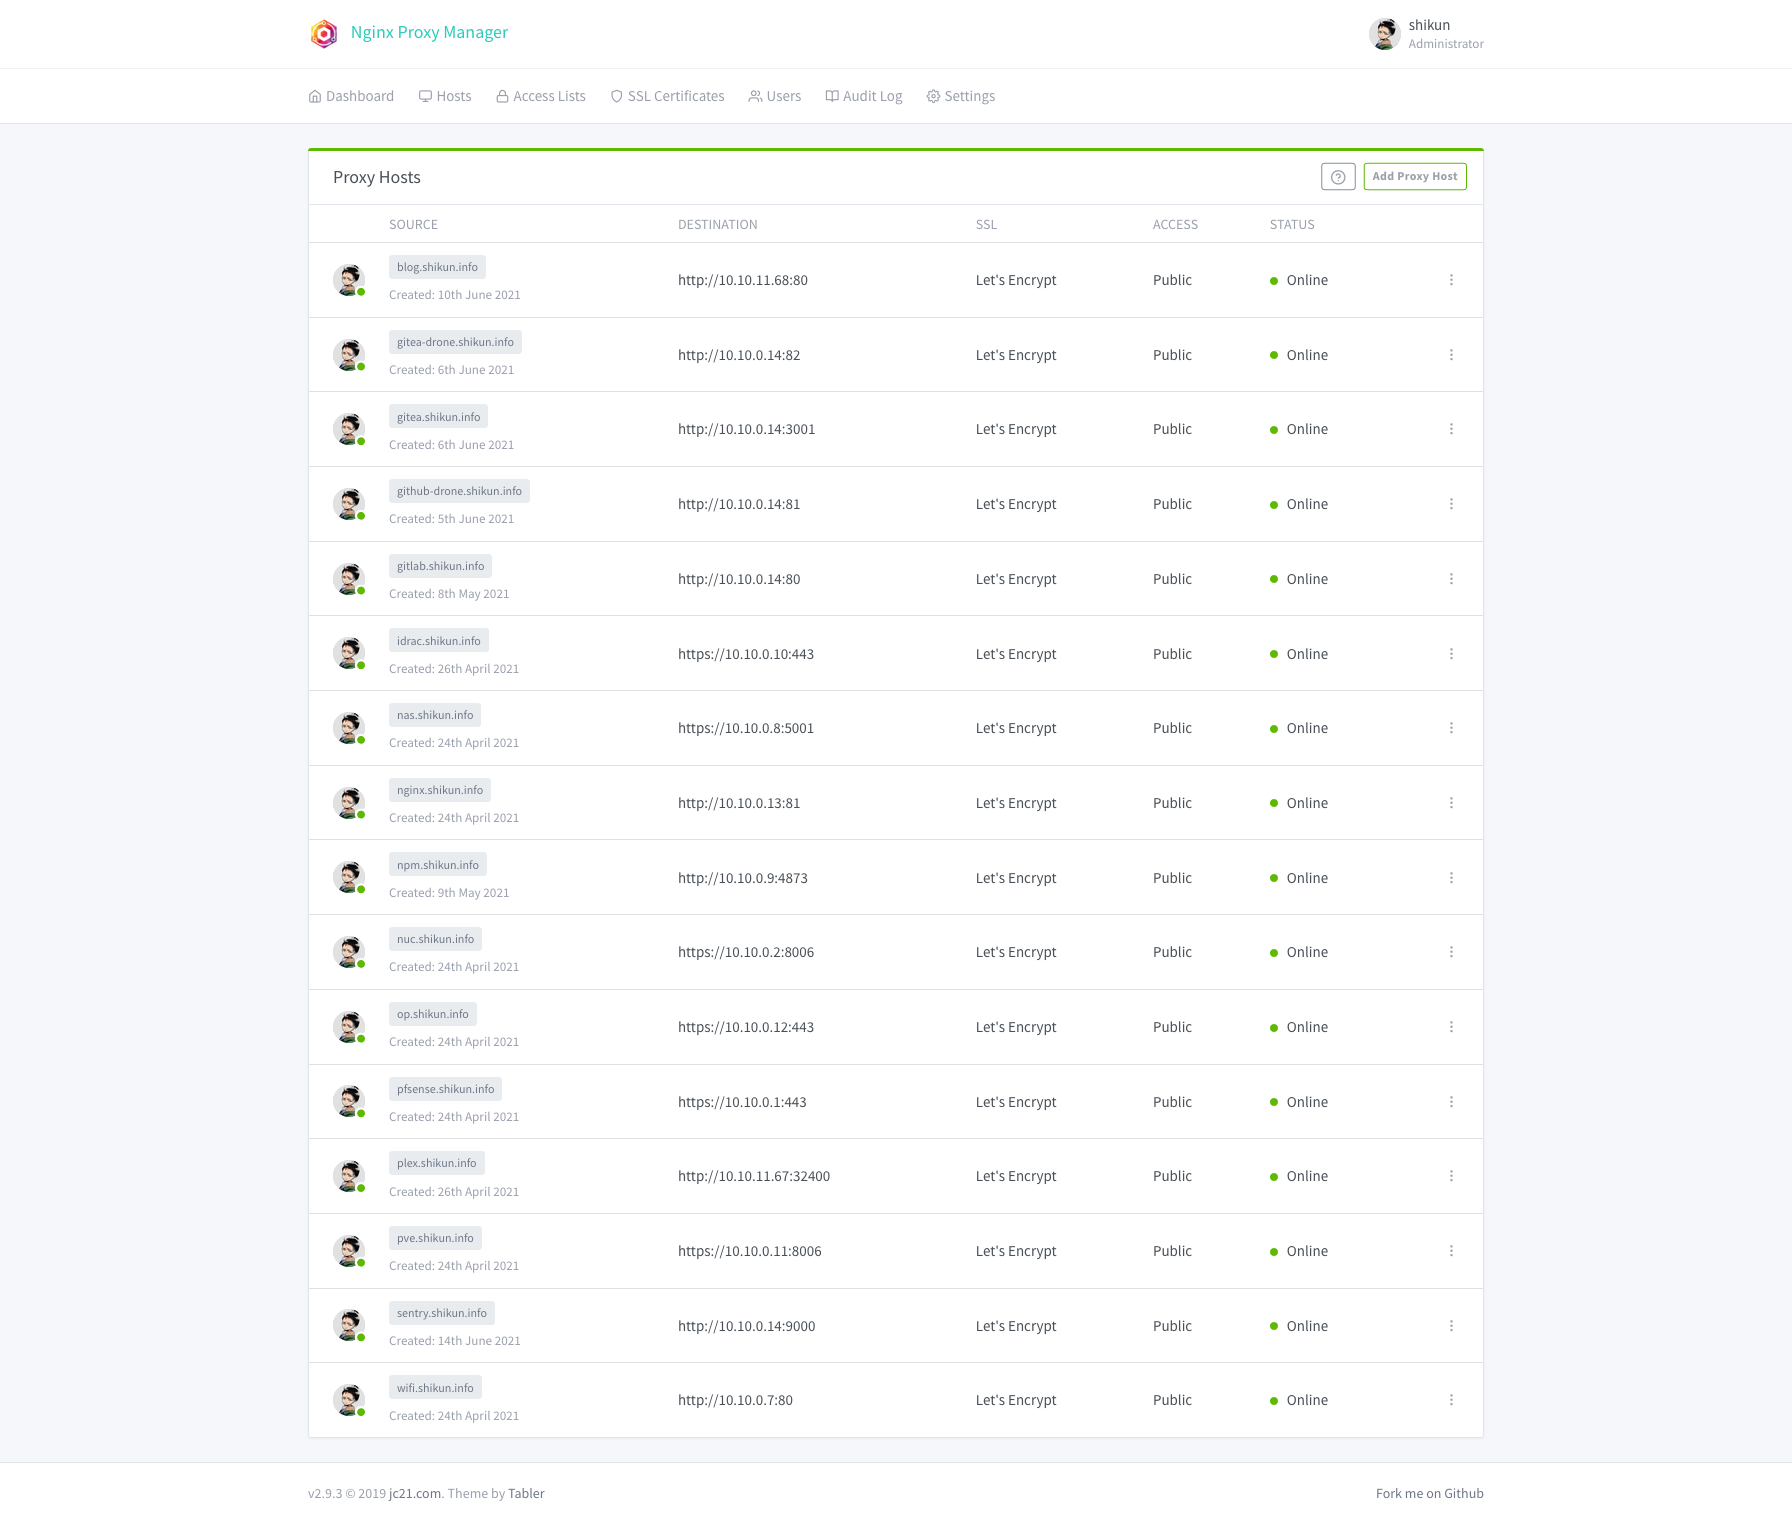 Nginx Proxy Manager
shikun
Administrator
Dashboard Hosts Access Lists SSL Certificates Users Audit Log Settings
Proxy Hosts Add Proxy Host
SOURCE DESTINATION SSL ACCESS STATUS
blog.shikun.info
Created: 10th June 2021
http://10.10.11.68:80 Let's Encrypt Public Online
gitea-drone.shikun.info
Created: 6th June 2021
http://10.10.0.14:82 Let's Encrypt Public Online
gitea.shikun.info
Created: 6th June 2021
http://10.10.0.14:3001 Let's Encrypt Public Online
github-drone.shikun.info
Created: 5th June 2021
http://10.10.0.14:81 Let's Encrypt Public Online
gitlab.shikun.info
Created: 8th May 2021
http://10.10.0.14:80 Let's Encrypt Public Online
idrac.shikun.info
Created: 26th April 2021
https://10.10.0.10:443 Let's Encrypt Public Online
nas.shikun.info
Created: 24th April 2021
https://10.10.0.8:5001 Let's Encrypt Public Online
nginx.shikun.info
Created: 24th April 2021
http://10.10.0.13:81 Let's Encrypt Public Online
npm.shikun.info
Created: 9th May 2021
http://10.10.0.9:4873 Let's Encrypt Public Online
nuc.shikun.info
Created: 24th April 2021
https://10.10.0.2:8006 Let's Encrypt Public Online
op.shikun.info
Created: 24th April 2021
https://10.10.0.12:443 Let's Encrypt Public Online
pfsense.shikun.info
Created: 24th April 2021
https://10.10.0.1:443 Let's Encrypt Public Online
plex.shikun.info
Created: 26th April 2021
http://10.10.11.67:32400 Let's Encrypt Public Online
pve.shikun.info
Created: 24th April 2021
https://10.10.0.11:8006 Let's Encrypt Public Online
sentry.shikun.info
Created: 14th June 2021
http://10.10.0.14:9000 Let's Encrypt Public Online
wifi.shikun.info
Created: 24th April 2021
http://10.10.0.7:80 Let's Encrypt Public Online
v2.9.3 © 2019 jc21.com. Theme by Tabler Fork me on Github